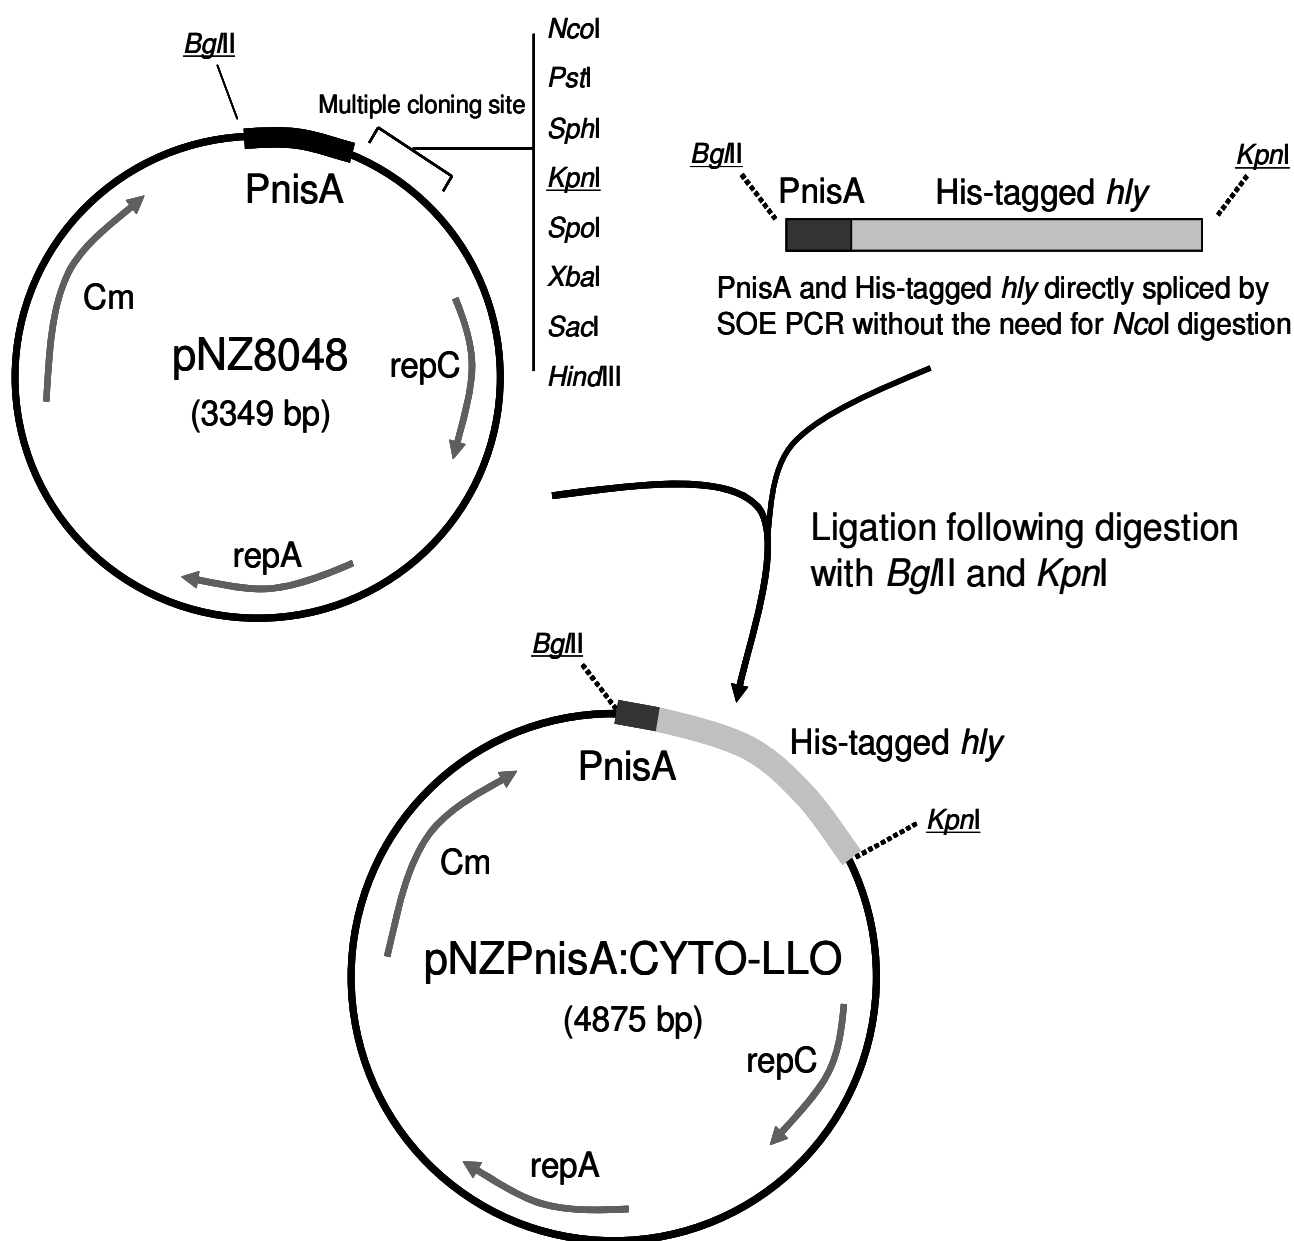 BglII
Multiple cloning site
NcoI
PstI
SphI
KpnI
SpoI
XbaI
SacI
HindIII
PnisA
Cm
pNZ8048
(3349 bp)
repC
repA
BglII
KpnI
PnisA
His-tagged hly
PnisA and His-tagged hly directly spliced by
SOE PCR without the need for NcoI digestion
Ligation following digestion
with BglII and KpnI
BglII
PnisA
His-tagged hly
KpnI
Cm
pNZPnisA:CYTO-LLO
(4875 bp)
repC
repA